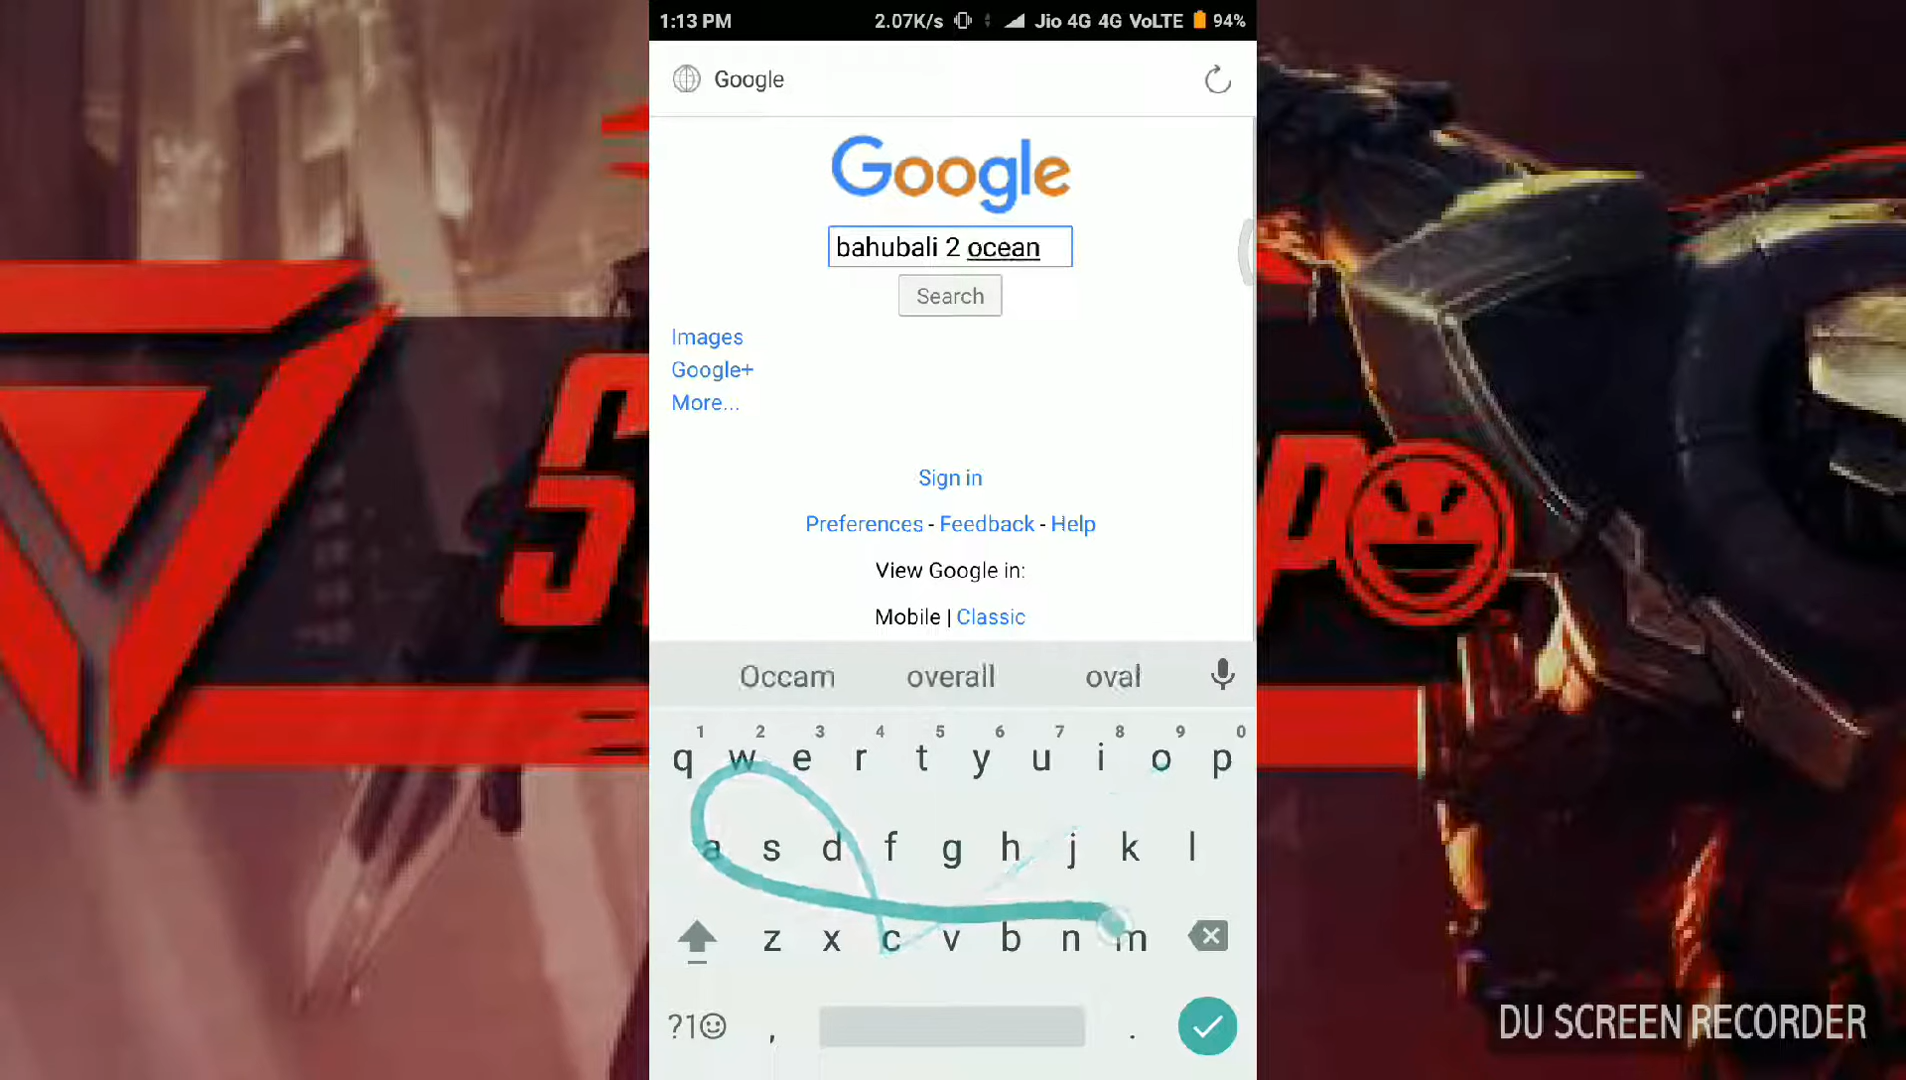 1:13 PM 2.07K/s Jio 4G 4G VoLTE 94%
Google
Google
bahubali 2 ocean
Search
Images
Google+
More...
Sign in
Preferences - Feedback - Help
View Google in:
Mobile | Classic
Occam overall oval
1 2 3 4 5 6 7 8 9 0
q w e r t y u i o p
a s d f g h j k l
z x c v b n m
?1☺ , .
DU SCREEN RECORDER